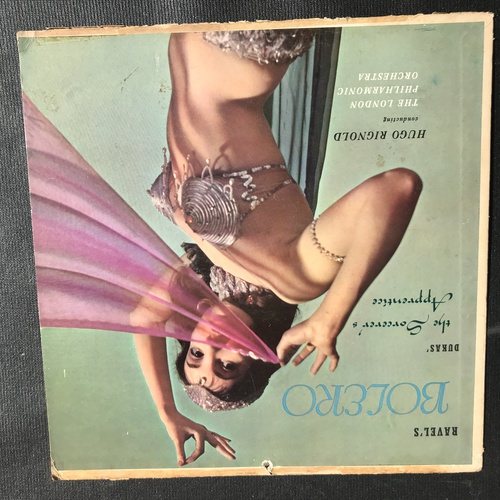 RAVEL'S
BOLERO
DUKAS'
the Sorcerer's
Apprentice
HUGO RIGNOLD
conducting
THE LONDON
PHILHARMONIC
ORCHESTRA